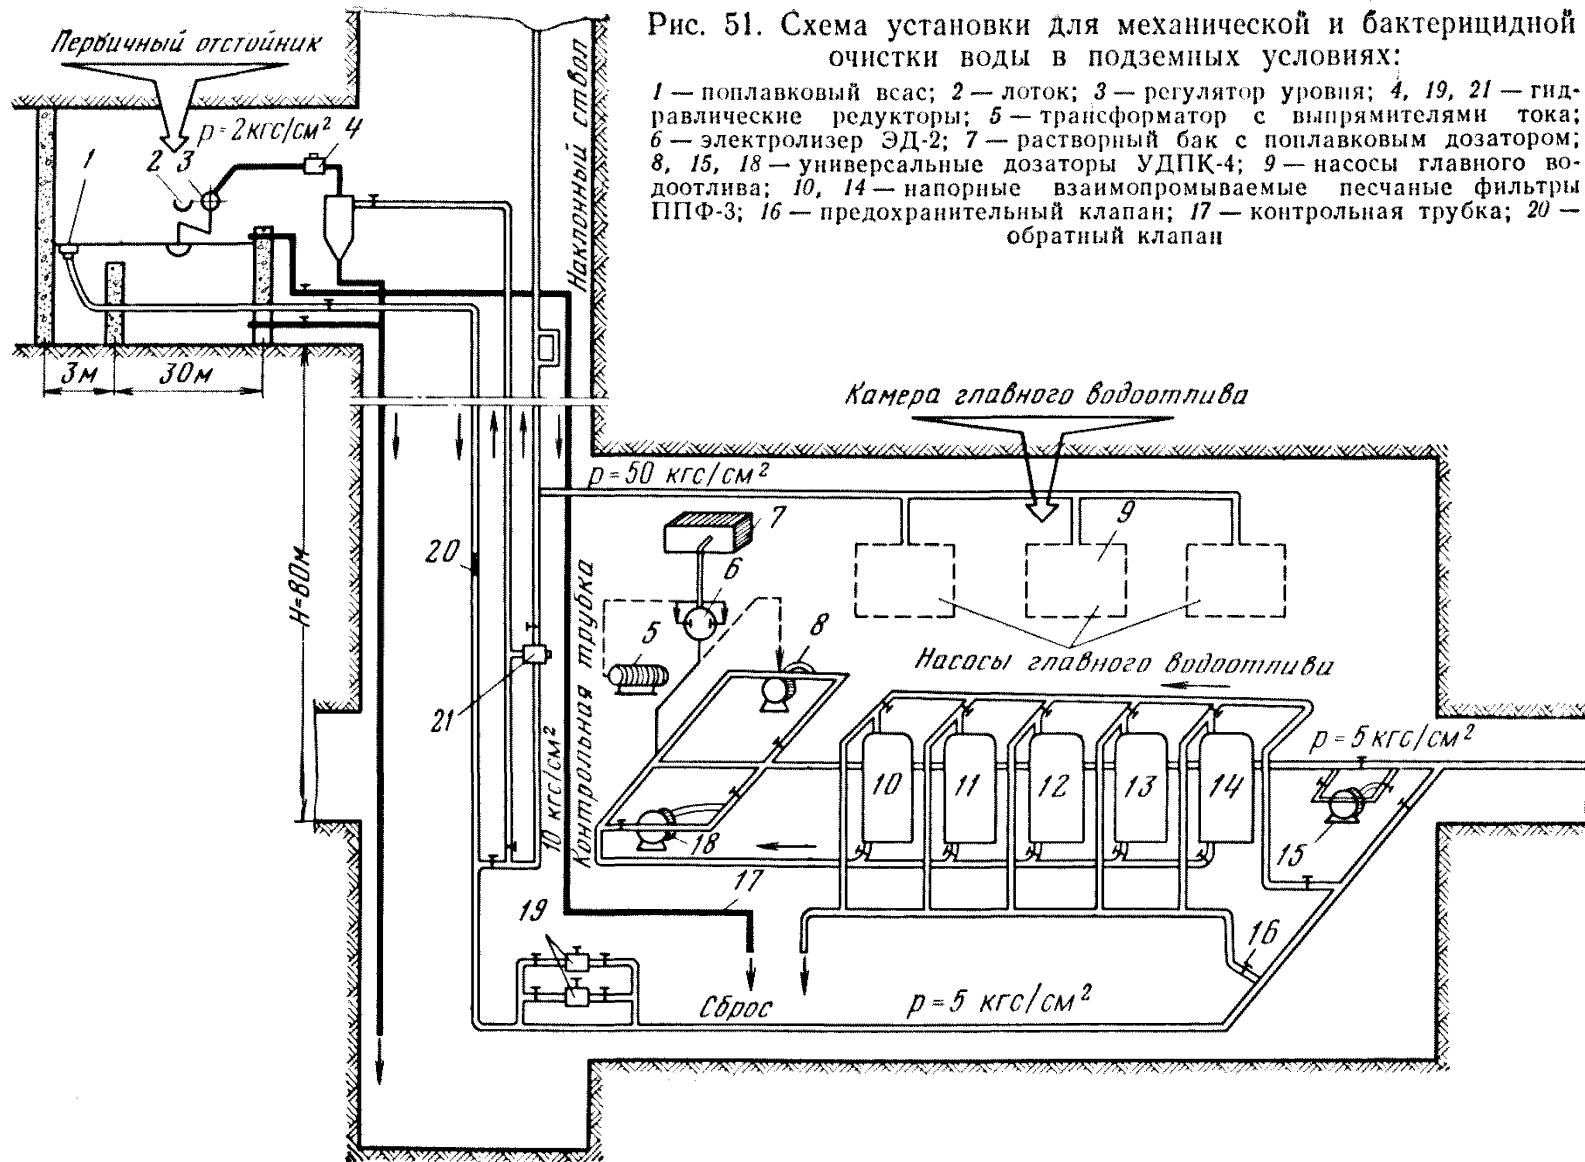 Рис. 51. Схема установки для механической и бактерицидной
очистки воды в подземных условиях:
1 — поплавковый всас; 2 — лоток; 3 — регулятор уровня; 4, 19, 21 — гид-
равлические редукторы; 5 — трансформатор с выпрямителями тока;
6 — электролизер ЭД-2; 7 — растворный бак с поплавковым дозатором;
8, 15, 18 — универсальные дозаторы УДПК-4; 9 — насосы главного во-
доотлива; 10, 14 — напорные взаимопромываемые песчаные фильтры
ППФ-3; 16 — предохранительный клапан; 17 — контрольная трубка; 20 —
обратный клапан
Первичный отстойник
p = 2 кгс/см² 4
1 2 3
Наклонный ствол
3м 30м
Камера главного водоотлива
p = 50 кгс/см²
7 9
20
6
H=80м
5 8
Насосы главного водоотлива
21
Контрольная трубка
10 кгс/см²
p = 5 кгс/см²
10 11 12 13 14
18 15
17
19
16
Сброс
p = 5 кгс/см²